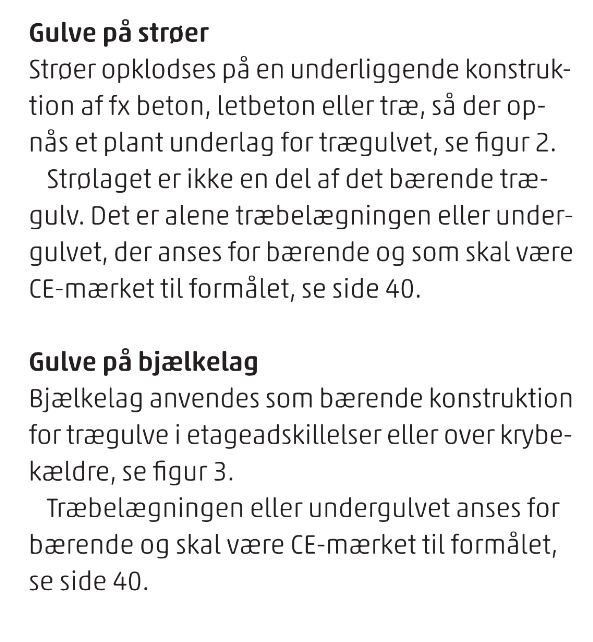 Gulve på strøer
Strøer opklodses på en underliggende konstruk-
tion af fx beton, letbeton eller træ, så der op-
nås et plant underlag for trægulvet, se figur 2.
Strølaget er ikke en del af det bærende træ-
gulv. Det er alene træbelægningen eller under-
gulvet, der anses for bærende og som skal være
CE-mærket til formålet, se side 40.
Gulve på bjælkelag
Bjælkelag anvendes som bærende konstruktion
for trægulve i etageadskillelser eller over krybe-
kældre, se figur 3.
Træbelægningen eller undergulvet anses for
bærende og skal være CE-mærket til formålet,
se side 40.